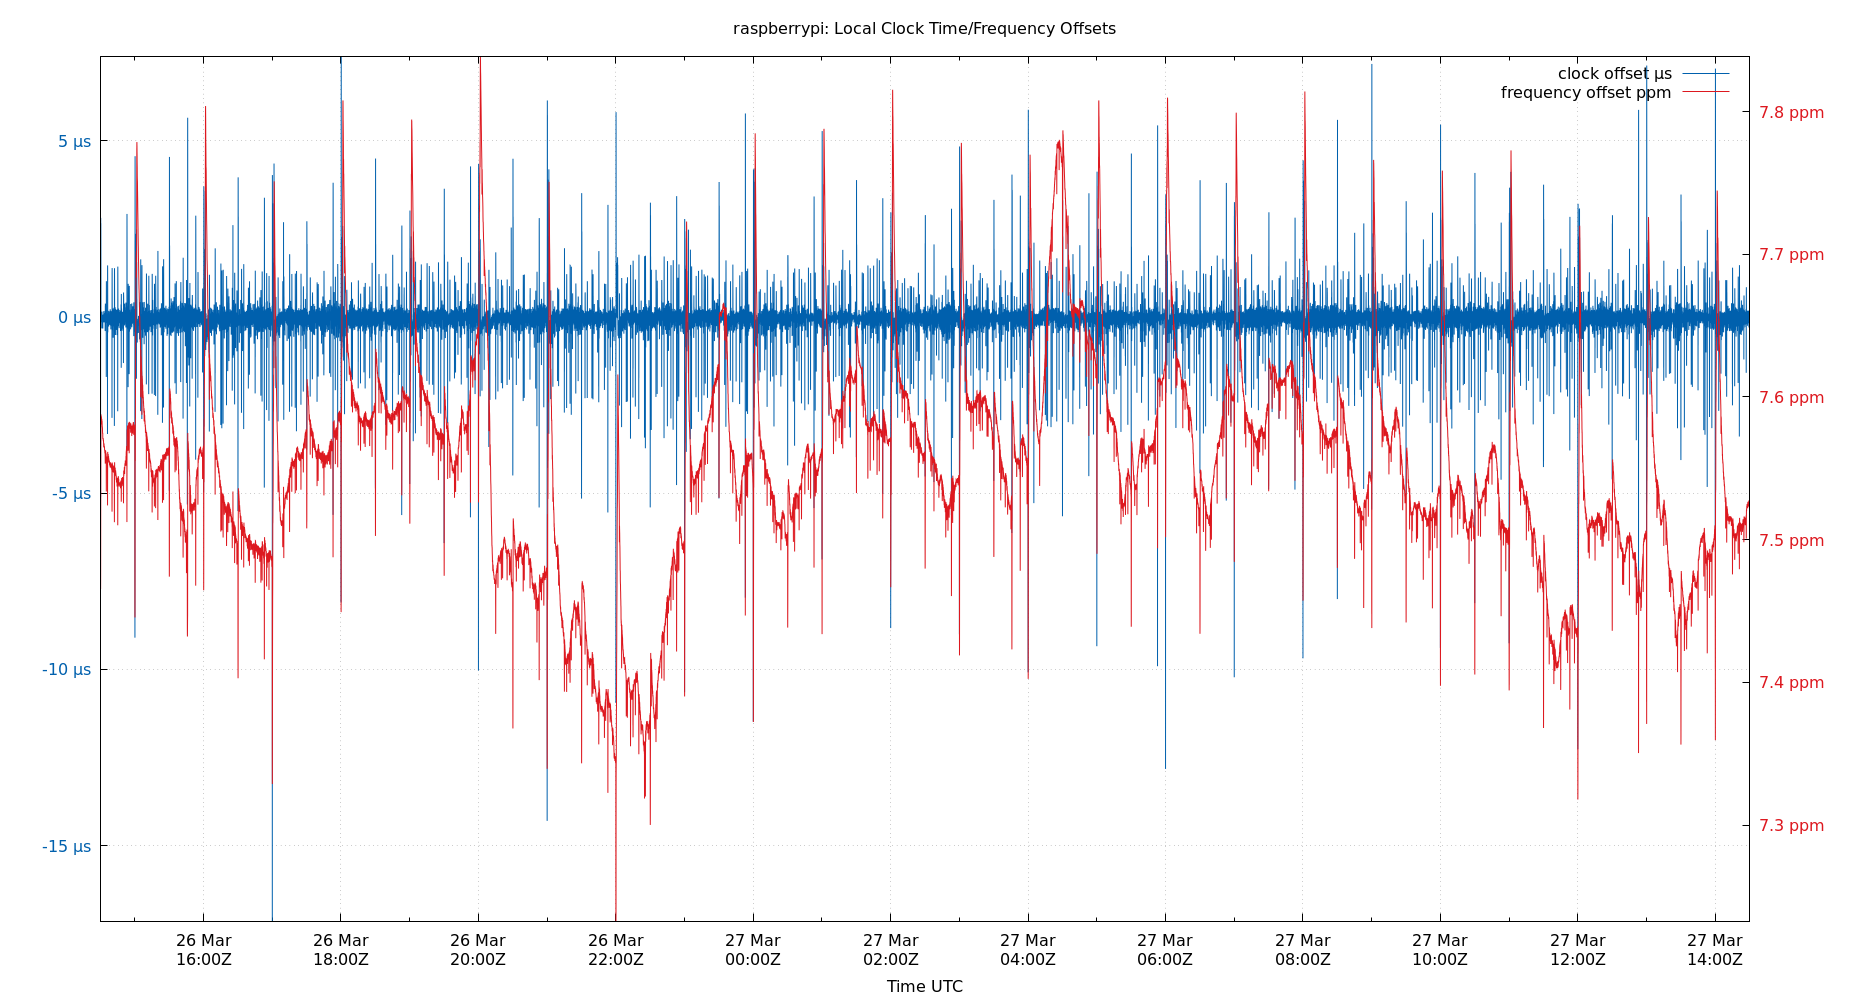 raspberrypi: Local Clock Time/Frequency Offsets
clock offset µs
frequency offset ppm
5 µs
0 µs
-5 µs
-10 µs
-15 µs
7.8 ppm
7.7 ppm
7.6 ppm
7.5 ppm
7.4 ppm
7.3 ppm
26 Mar 26 Mar 26 Mar 26 Mar 27 Mar 27 Mar 27 Mar 27 Mar 27 Mar 27 Mar 27 Mar 27 Mar
16:00Z 18:00Z 20:00Z 22:00Z 00:00Z 02:00Z 04:00Z 06:00Z 08:00Z 10:00Z 12:00Z 14:00Z
Time UTC